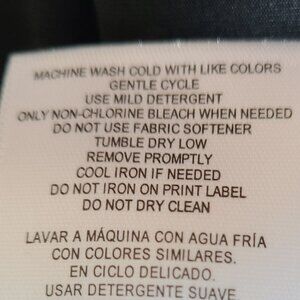 MACHINE WASH COLD WITH LIKE COLORS
GENTLE CYCLE
USE MILD DETERGENT
ONLY NON-CHLORINE BLEACH WHEN NEEDED
DO NOT USE FABRIC SOFTENER
TUMBLE DRY LOW
REMOVE PROMPTLY
COOL IRON IF NEEDED
DO NOT IRON ON PRINT LABEL
DO NOT DRY CLEAN
LAVAR A MÁQUINA CON AGUA FRÍA
CON COLORES SIMILARES.
EN CICLO DELICADO.
USAR DETERGENTE SUAVE